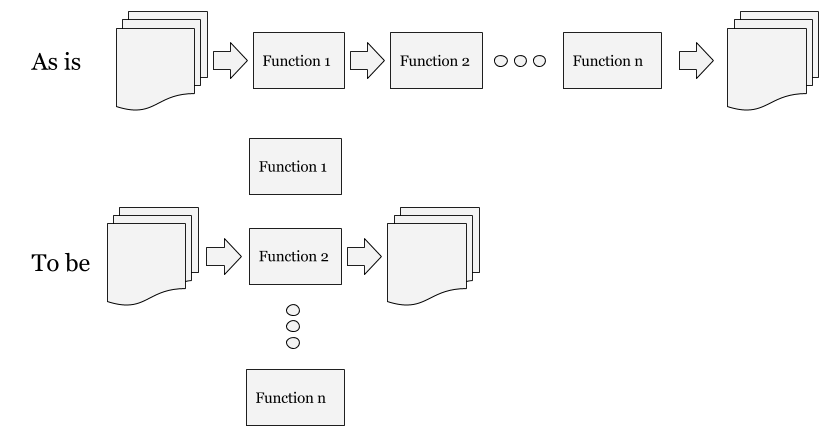 As is
Function 1
Function 2
Function n
Function 1
To be
Function 2
Function n